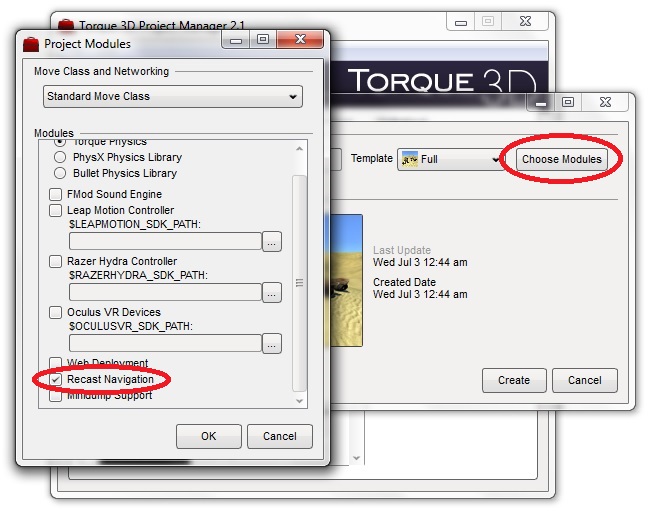 Torque 3D Project Manager 2.1
Project Modules
Move Class and Networking
Standard Move Class
Modules
Torque Physics
PhysX Physics Library
Bullet Physics Library
FMod Sound Engine
Leap Motion Controller
$LEAPMOTION_SDK_PATH:
...
Razer Hydra Controller
$RAZERHYDRA_SDK_PATH:
...
Oculus VR Devices
$OCULUSVR_SDK_PATH:
...
Web Deployment
Recast Navigation
Minidump Support
OK
Cancel
TORQUE 3D
Template
Full
Choose Modules
Last Update
Wed Jul 3 12:44 am
Created Date
Wed Jul 3 12:44 am
Create
Cancel